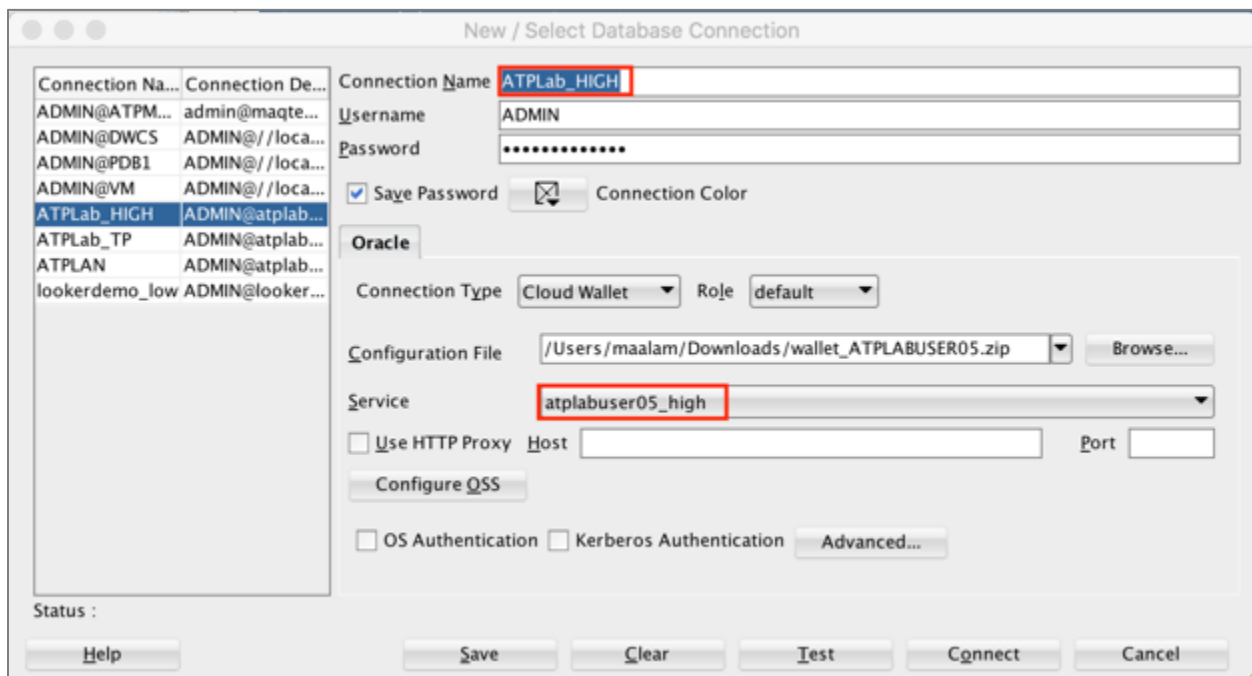 New / Select Database Connection
Connection Na... Connection De...
ADMIN@ATPM... admin@maqte...
ADMIN@DWCS ADMIN@//loca...
ADMIN@PDB1 ADMIN@//loca...
ADMIN@VM ADMIN@//loca...
ATPLab_HIGH ADMIN@atplab...
ATPLab_TP ADMIN@atplab...
ATPLAN ADMIN@atplab...
lookerdemo_low ADMIN@looker...
Connection Name ATPLab_HIGH
Username ADMIN
Password •••••••••••••
Save Password Connection Color
Oracle
Connection Type Cloud Wallet Role default
Configuration File /Users/maalam/Downloads/wallet_ATPLABUSER05.zip Browse...
Service atplabuser05_high
Use HTTP Proxy Host Port
Configure OSS
OS Authentication Kerberos Authentication Advanced...
Status :
Help Save Clear Test Connect Cancel